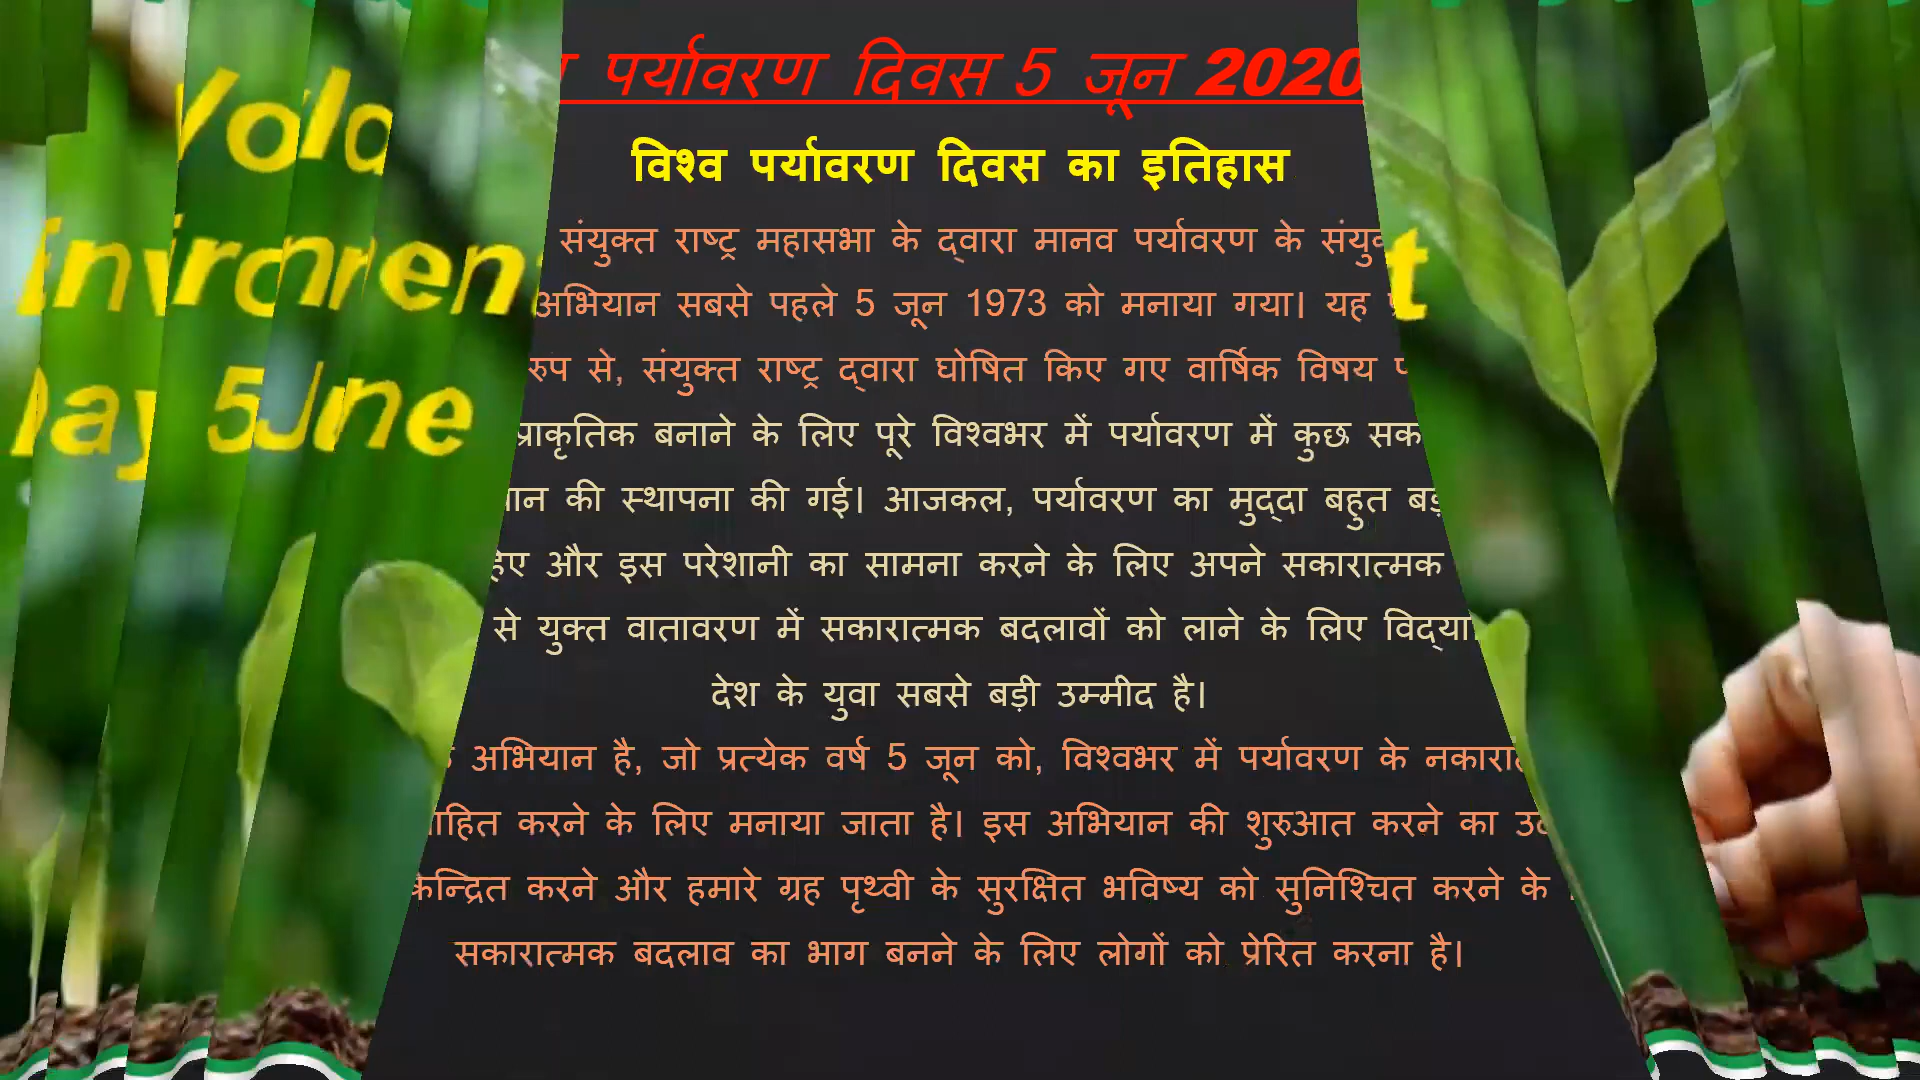 पर्यावरण दिवस 5 जून 2020
विश्व पर्यावरण दिवस का इतिहास
संयुक्त राष्ट्र महासभा के द्वारा मानव पर्यावरण के
अभियान सबसे पहले 5 जून 1973 को मनाया गया। यह
रुप से, संयुक्त राष्ट्र द्वारा घोषित किए गए वार्षिक विषय
प्राकृतिक बनाने के लिए पूरे विश्वभर में पर्यावरण में कुछ
की स्थापना की गई। आजकल, पर्यावरण का मुद्दा बहुत
और इस परेशानी का सामना करने के लिए अपने सकारात्मक
से युक्त वातावरण में सकारात्मक बदलावों को लाने के लिए
देश के युवा सबसे बड़ी उम्मीद है।
अभियान है, जो प्रत्येक वर्ष 5 जून को, विश्वभर में पर्यावरण के
करने के लिए मनाया जाता है। इस अभियान की शुरुआत करने का
केन्द्रित करने और हमारे ग्रह पृथ्वी के सुरक्षित भविष्य को सुनिश्चित करने के
सकारात्मक बदलाव का भाग बनने के लिए लोगों को प्रेरित करना है।